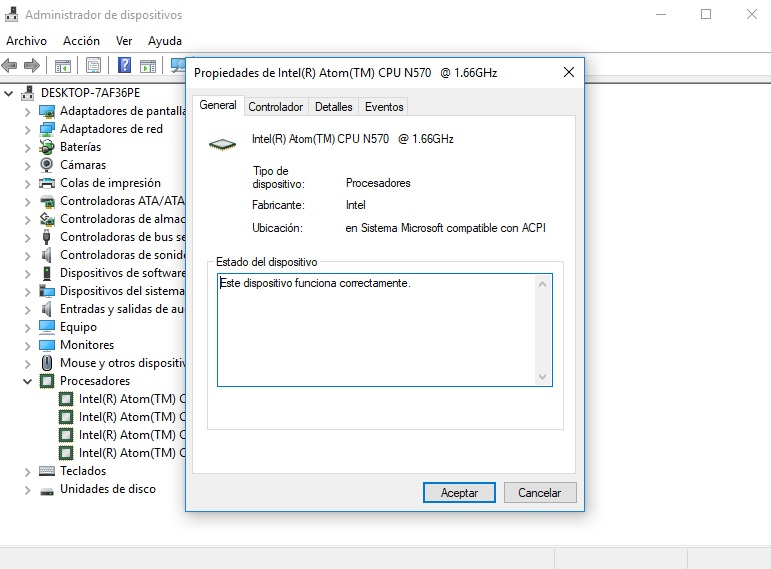 Administrador de dispositivos
Archivo Acción Ver Ayuda
DESKTOP-7AF36PE
Adaptadores de pantalla
Adaptadores de red
Baterías
Cámaras
Colas de impresión
Controladoras ATA/ATA
Controladoras de almac
Controladoras de bus se
Controladoras de sonido
Dispositivos de software
Dispositivos del sistema
Entradas y salidas de au
Equipo
Monitores
Mouse y otros dispositiv
Procesadores
Intel(R) Atom(TM) C
Intel(R) Atom(TM) C
Intel(R) Atom(TM) C
Intel(R) Atom(TM) C
Teclados
Unidades de disco
Propiedades de Intel(R) Atom(TM) CPU N570 @ 1.66GHz
General Controlador Detalles Eventos
Intel(R) Atom(TM) CPU N570 @ 1.66GHz
Tipo de
dispositivo: Procesadores
Fabricante: Intel
Ubicación: en Sistema Microsoft compatible con ACPI
Estado del dispositivo
Este dispositivo funciona correctamente.
Aceptar Cancelar